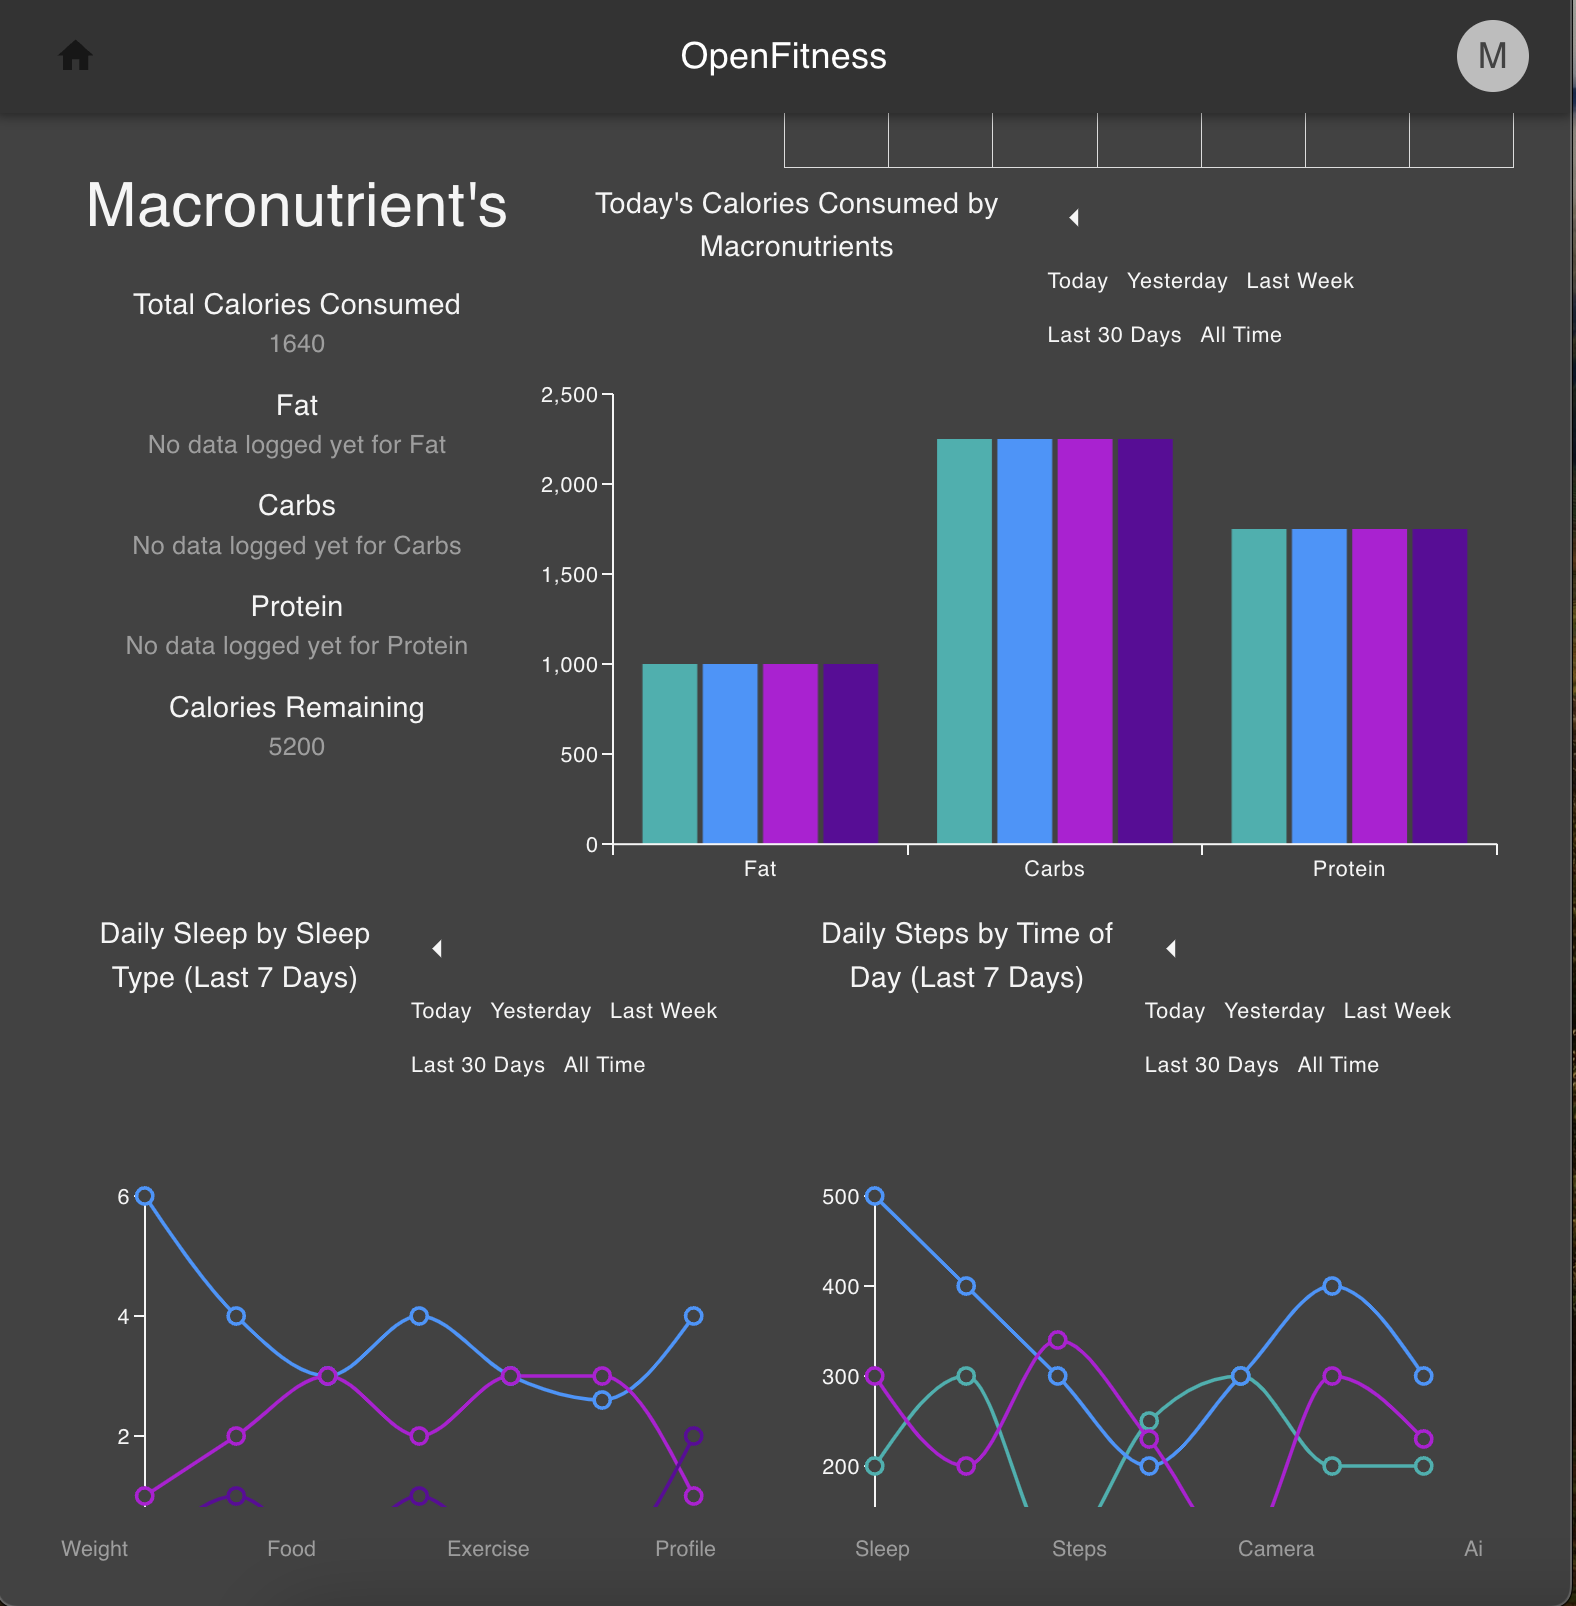 OpenFitness
M
Macronutrient's
Total Calories Consumed
1640
Fat
No data logged yet for Fat
Carbs
No data logged yet for Carbs
Protein
No data logged yet for Protein
Calories Remaining
5200
Today's Calories Consumed by
Macronutrients
Today Yesterday Last Week
Last 30 Days All Time
2,500
2,000
1,500
1,000
500
0
Fat Carbs Protein
Daily Sleep by Sleep
Type (Last 7 Days)
Today Yesterday Last Week
Last 30 Days All Time
6
4
2
Daily Steps by Time of
Day (Last 7 Days)
Today Yesterday Last Week
Last 30 Days All Time
500
400
300
200
Weight Food Exercise Profile Sleep Steps Camera Ai